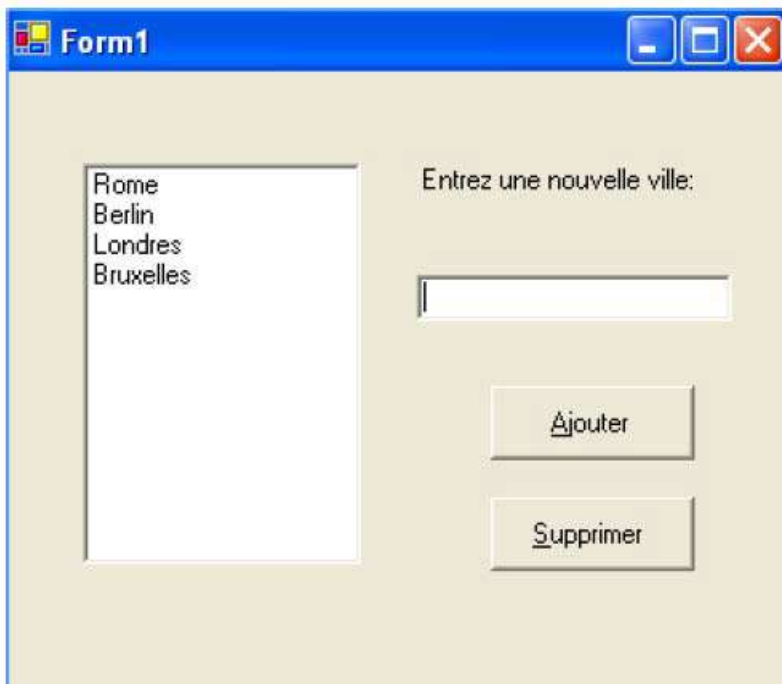 Form1
Rome
Berlin
Londres
Bruxelles
Entrez une nouvelle ville:
Ajouter
Supprimer